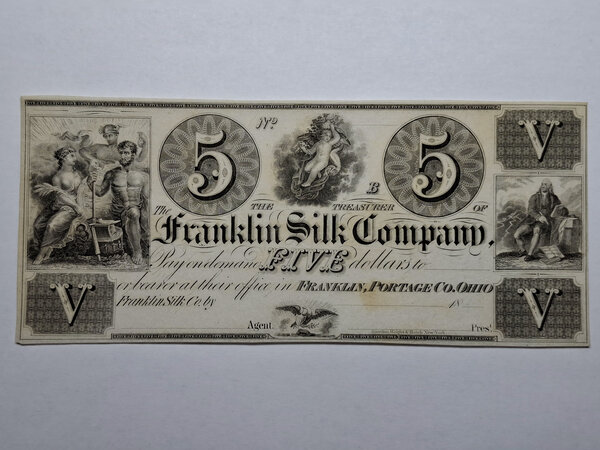 No
5
5
V
B
THE TREASURER OF
The Franklin Silk Company.
Pay on demand FIVE dollars to
or bearer at their office in FRANKLIN, PORTAGE CO. OHIO
Franklin Silk Co. by 18
V
V
Agent. Prest.